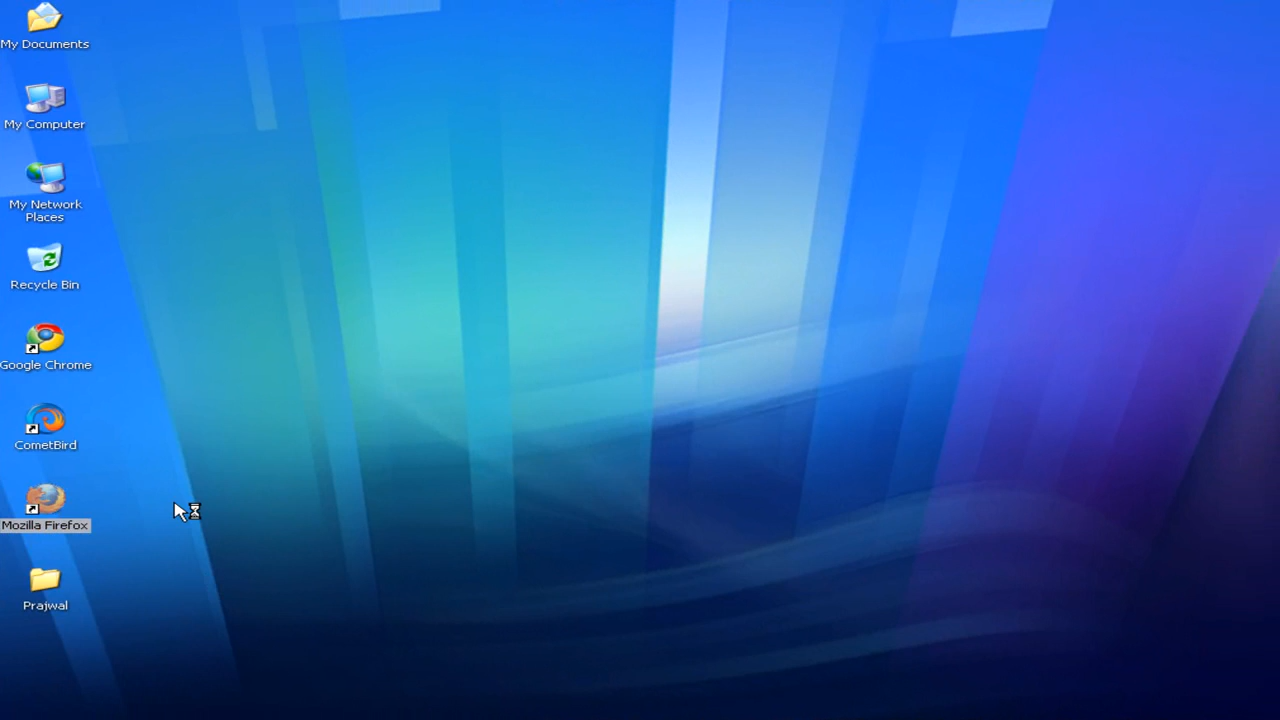 My Documents
My Computer
My Network
Places
Recycle Bin
Google Chrome
CometBird
Mozilla Firefox
Prajwal